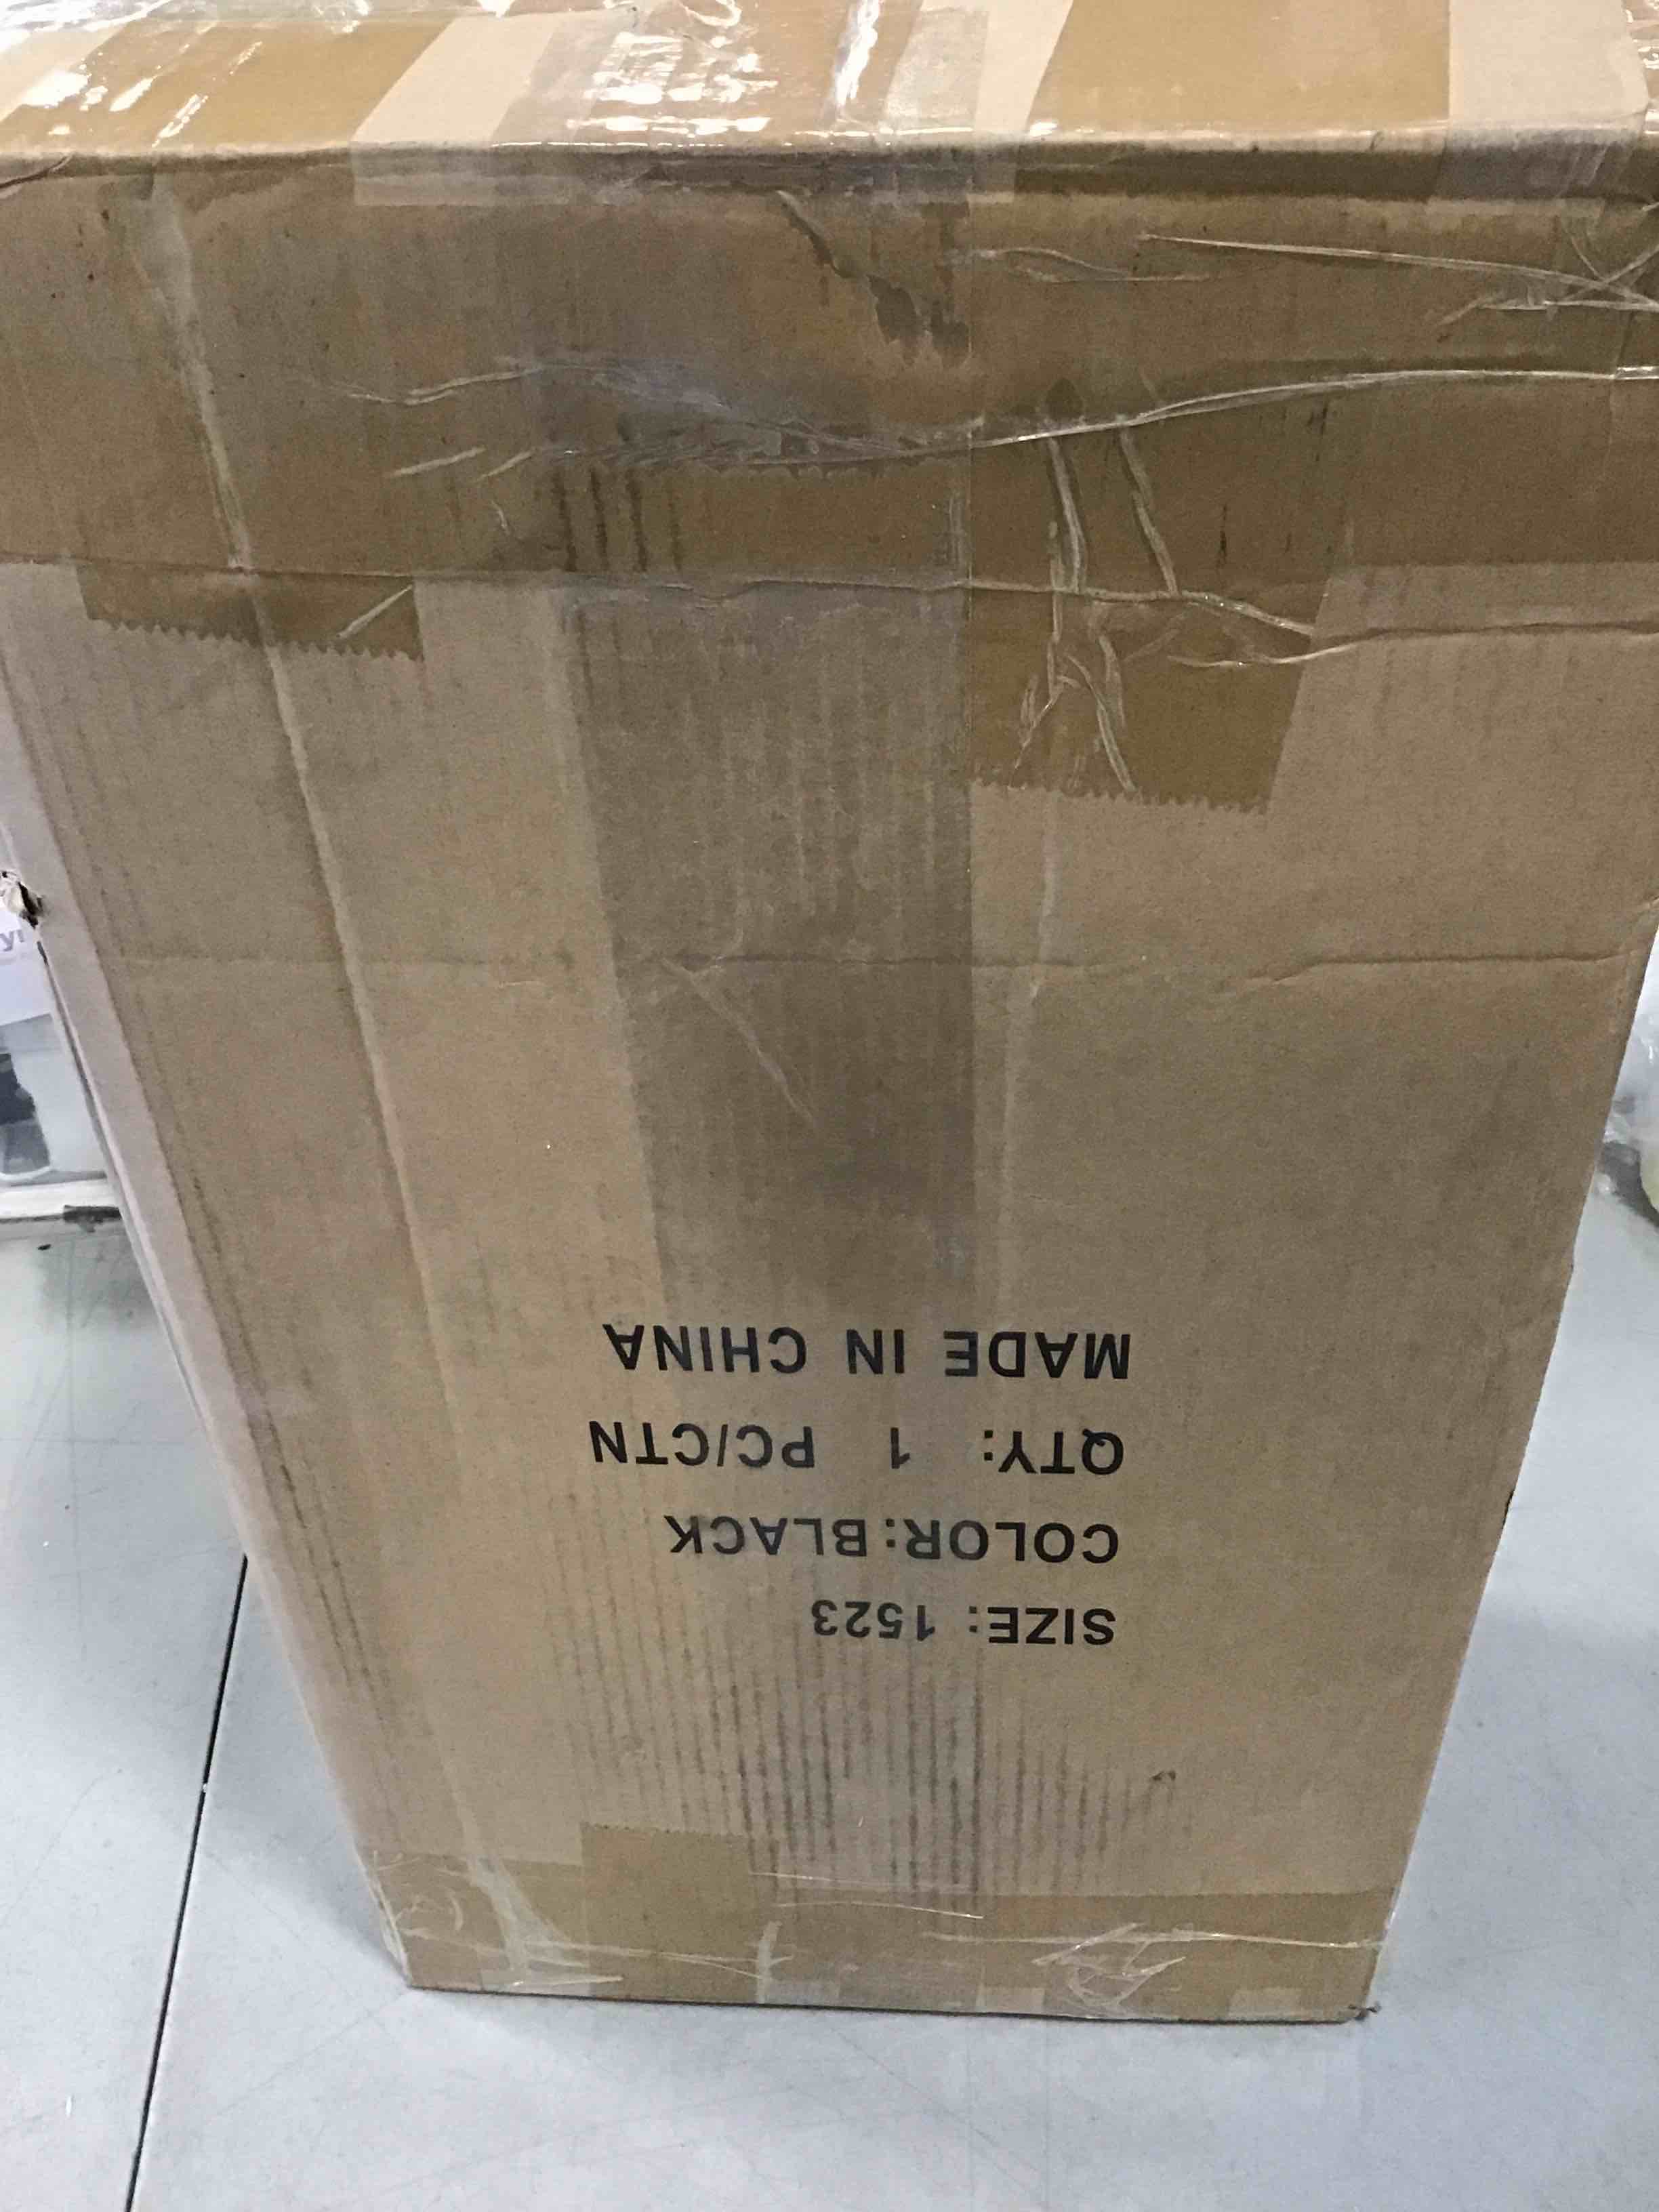 SIZE: 1523
COLOR:BLACK
QTY: 1 PC/CTN
MADE IN CHINA